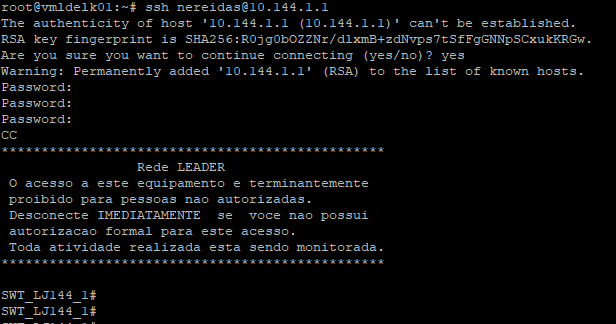 root@vmldelk01:~# ssh nereidas@10.144.1.1
The authenticity of host '10.144.1.1 (10.144.1.1)' can't be established.
RSA key fingerprint is SHA256:R0jg0bOZZNr/dlxmB+zdNvps7tSfFgGNNpSCxukKRGw.
Are you sure you want to continue connecting (yes/no)? yes
Warning: Permanently added '10.144.1.1' (RSA) to the list of known hosts.
Password:
Password:
Password:
CC
************************************************
Rede LEADER
O acesso a este equipamento e terminantemente
proibido para pessoas nao autorizadas.
Desconecte IMEDIATAMENTE  se  voce nao possui
autorizacao formal para este acesso.
Toda atividade realizada esta sendo monitorada.
************************************************
SWT_LJ144_1#
SWT_LJ144_1#
SWT_LJ144_1#